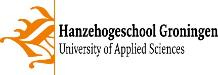 Hanzehogeschool Groningen
University of Applied Sciences